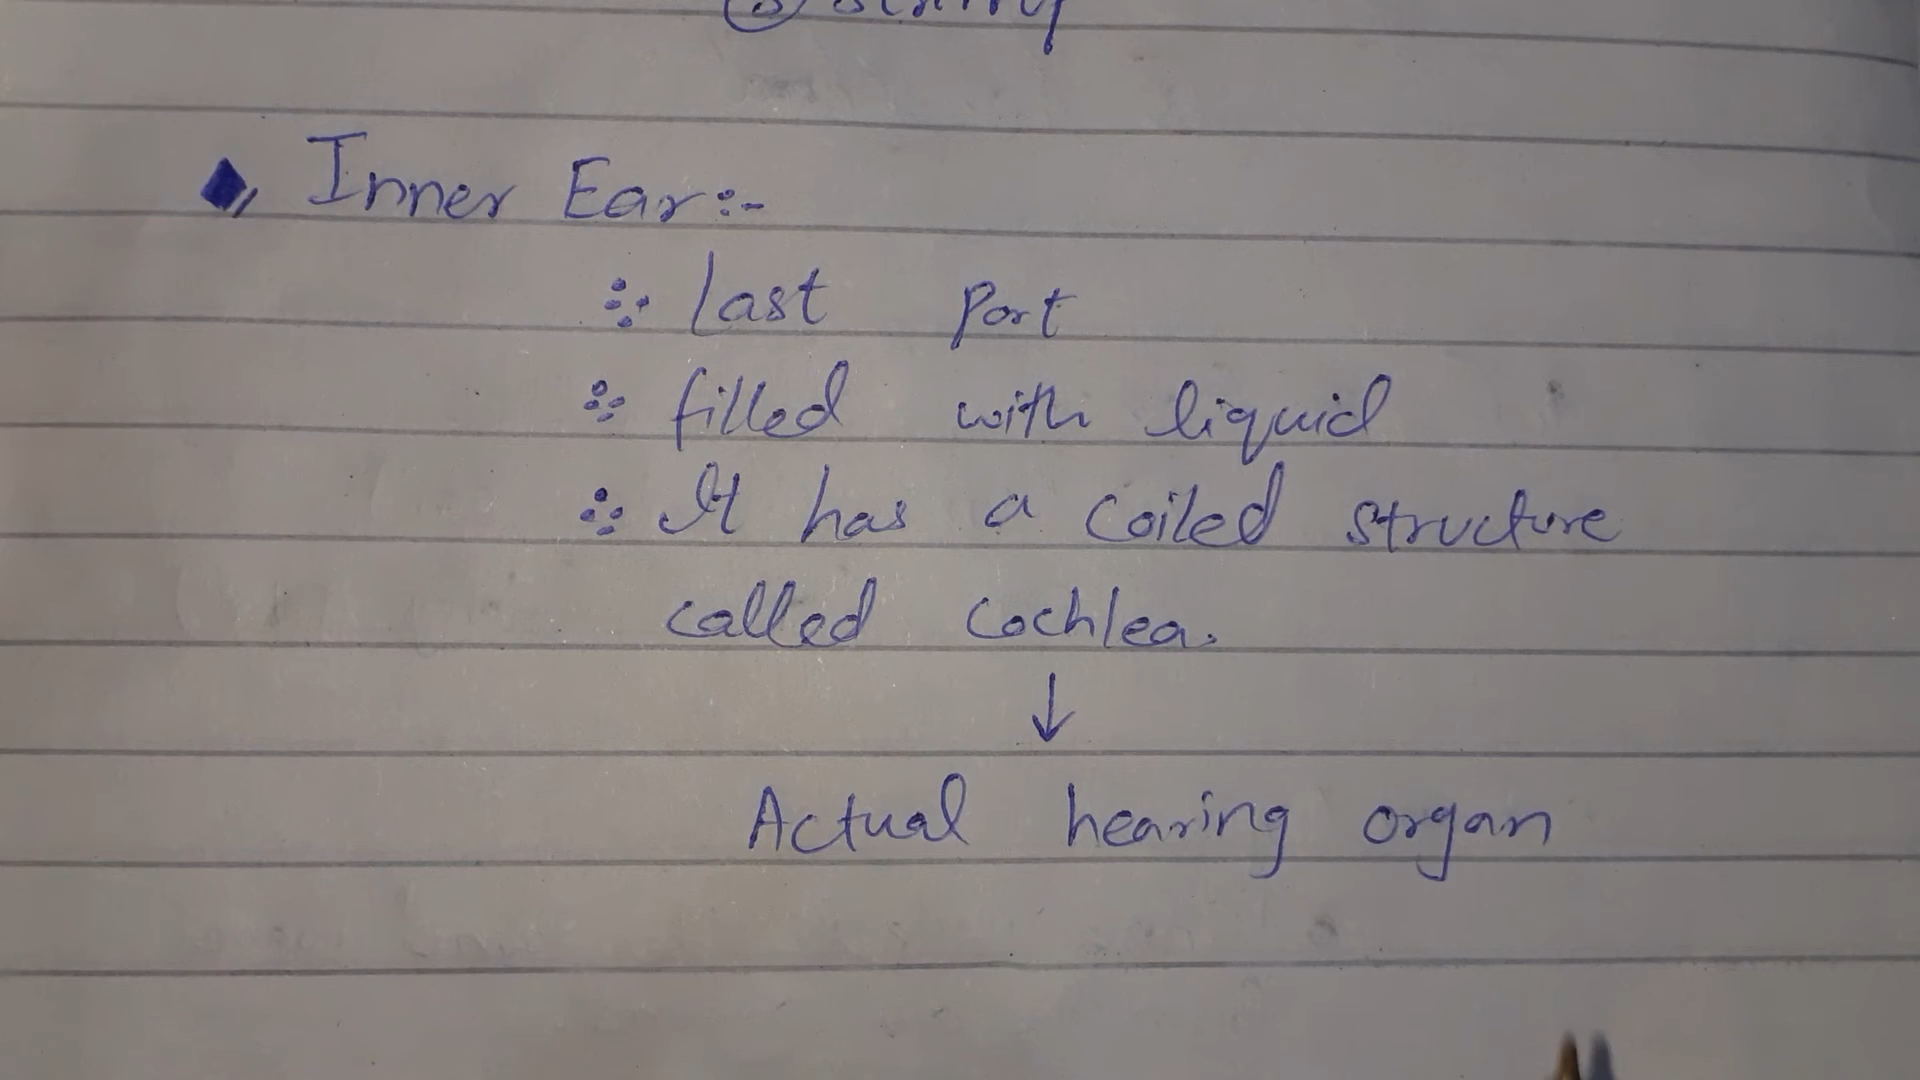 Inner Ear:-
Last Part
filled with liquid
It has a coiled structure
called cochlea.
↓
Actual hearing organ